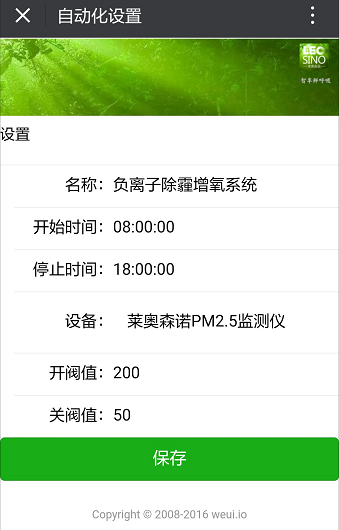 自动化设置
LEC
SINO
智享鲜呼吸
设置
名称：负离子除霾增氧系统
开始时间：08:00:00
停止时间：18:00:00
设备：莱奥森诺PM2.5监测仪
开阀值：200
关阀值：50
保存
Copyright © 2008-2016 weui.io